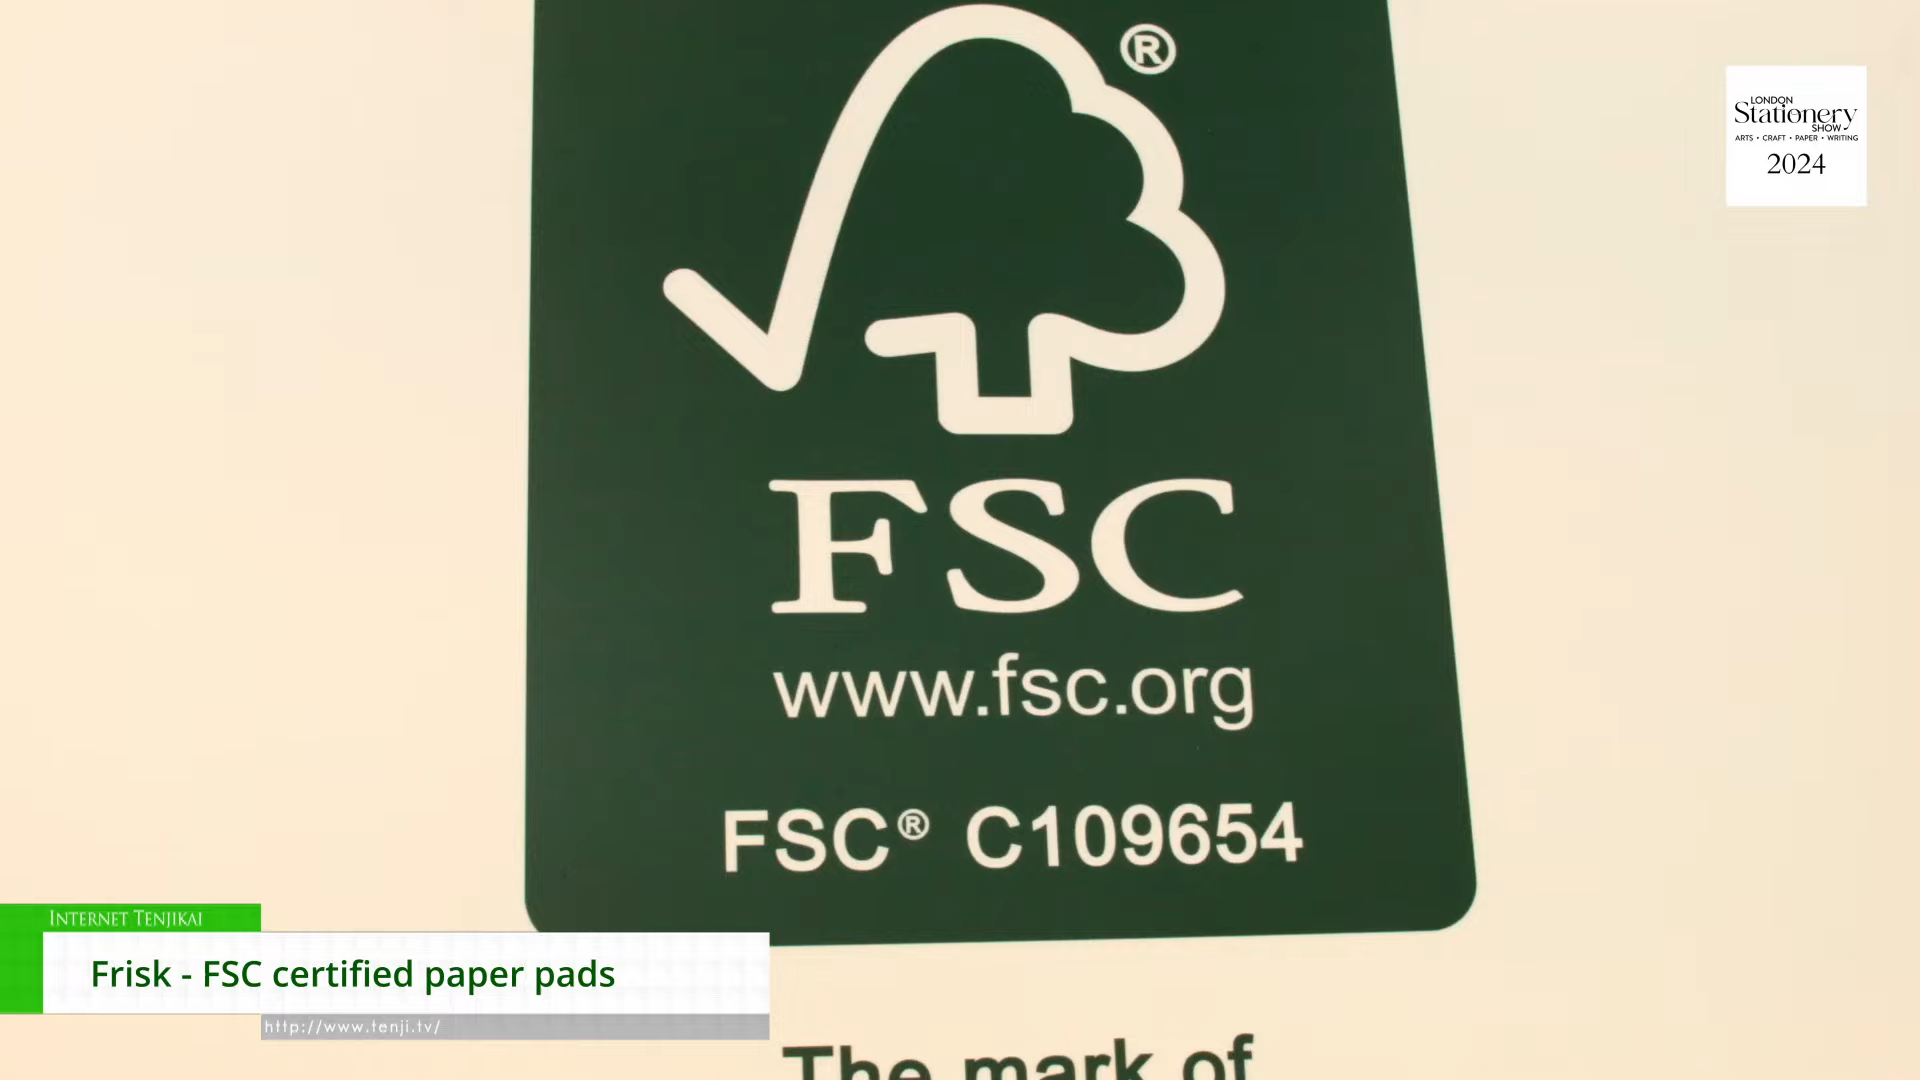 ®
LONDON
Stationery
SHOW
ARTS • CRAFT • PAPER • WRITING
2024
FSC
www.fsc.org
FSC® C109654
INTERNET TENJIKAI
Frisk - FSC certified paper pads
http://www.tenji.tv/
The mark of